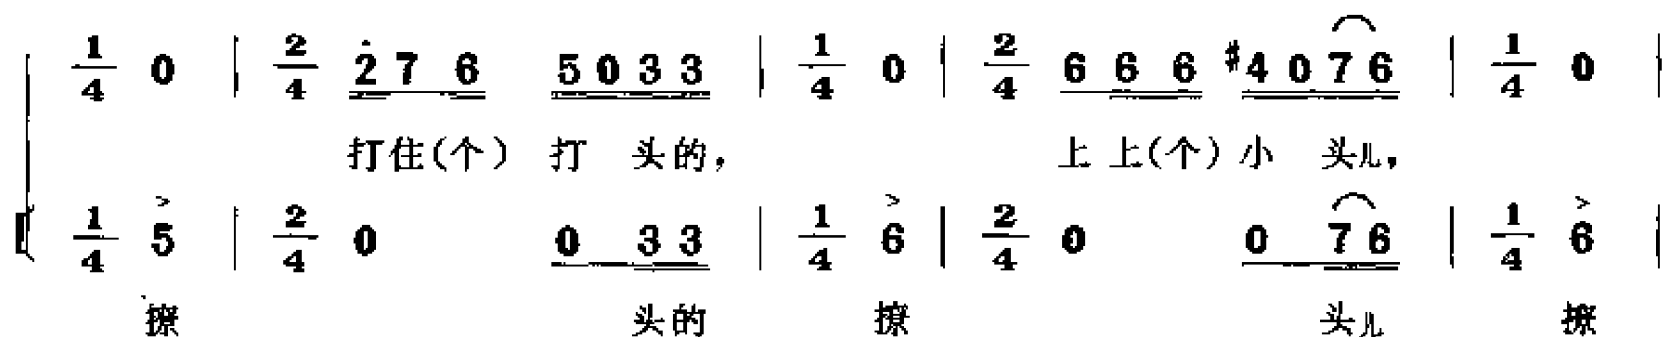 1/4 0 | 2/4 2̇ 7 6 5 0 3 3 | 1/4 0 | 2/4 6 6 6 #4 0 7 6 | 1/4 0 |
打住(个) 打 头的， 上 上(个) 小 头儿，
1/4 5 | 2/4 0 0 3 3 | 1/4 6 | 2/4 0 0 7 6 | 1/4 6 |
撩 头的 撩 头儿 撩